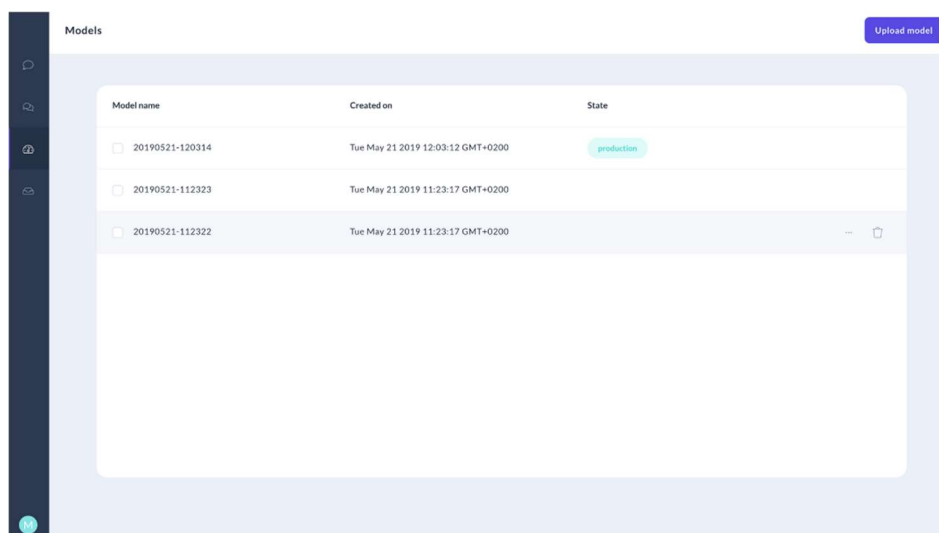 Models
Upload model
Model name Created on State
20190521-120314 Tue May 21 2019 12:03:12 GMT+0200 production
20190521-112323 Tue May 21 2019 11:23:17 GMT+0200
20190521-112322 Tue May 21 2019 11:23:17 GMT+0200
M